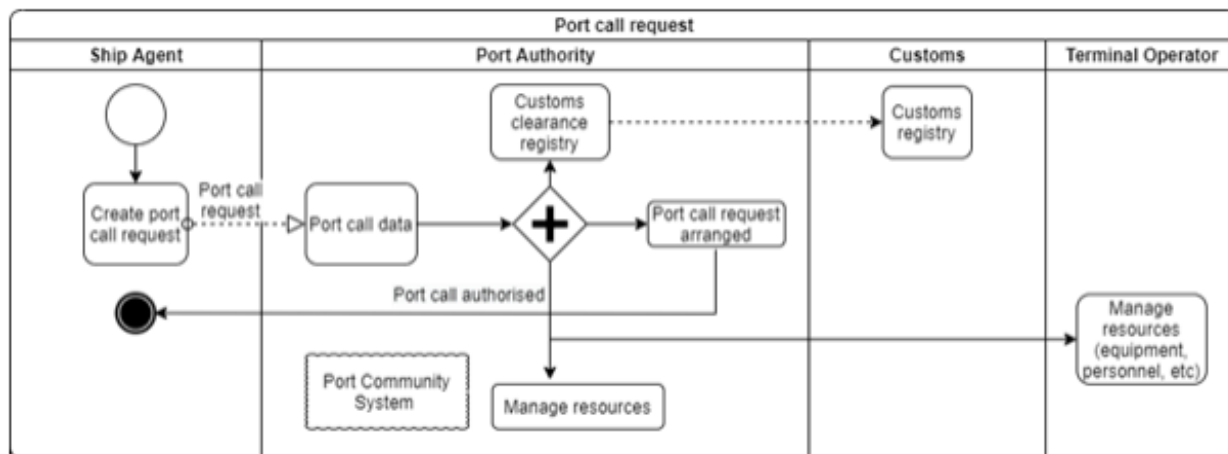 Port call request
Ship Agent
Port Authority
Customs
Terminal Operator
Customs
clearance
registry
Customs
registry
Create port
call request
Port call
request
Port call data
Port call request
arranged
Port call authorised
Manage
resources
(equipment,
personnel, etc)
Port Community
System
Manage resources